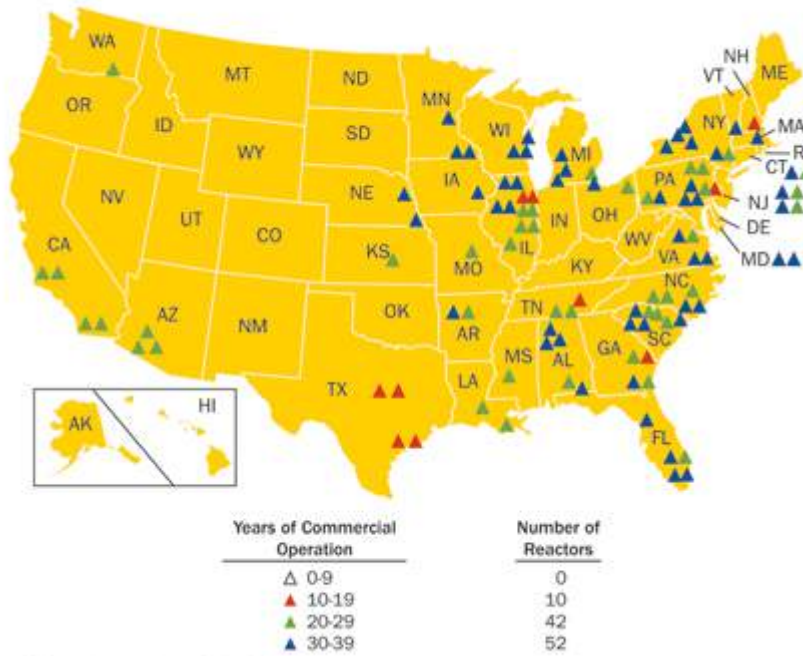 WA
NH
VT
ME
MT
ND
MN
OR
ID
SD
WI
NY
MA
R
CT
WY
MI
IA
PA
NV
NE
NJ
UT
IN
OH
DE
CO
IL
WV
MD
CA
KS
MO
VA
KY
NC
AZ
NM
OK
TN
AR
SC
MS
AL
GA
LA
TX
HI
AK
FL
Years of Commercial Operation
Number of Reactors
0-9 0
10-19 10
20-29 42
30-39 52